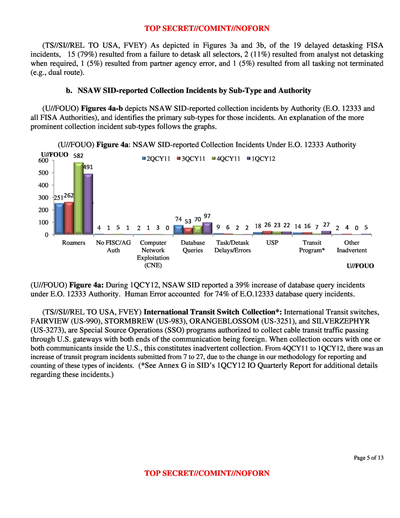 TOP SECRET//COMINT//NOFORN
(TS//SI//REL TO USA, FVEY) As depicted in Figures 3a and 3b, of the 19 delayed detasking FISA
incidents, 15 (79%) resulted from a failure to detask all selectors, 2 (11%) resulted from analyst not detasking
when required, 1 (5%) resulted from partner agency error, and 1 (5%) resulted from all tasking not terminated
(e.g., dual route).
b. NSAW SID-reported Collection Incidents by Sub-Type and Authority
(U//FOUO) Figures 4a-b depicts NSAW SID-reported collection incidents by Authority (E.O. 12333 and
all FISA Authorities), and identifies the primary sub-types for those incidents. An explanation of the more
prominent collection incident sub-types follows the graphs.
(U//FOUO) Figure 4a: NSAW SID-reported Incidents Under E.O. 12333 Authority
U//FOUO 582
2QCY11 3QCY11 4QCY11 1QCY12
600
500
400
300
200
100
0
251 262 491
4 1 5 1
2 1 3 0
74 53 70 97
9 6 2 2
18 26 23 22
14 16 7 27
2 4 0 5
Roamers
No FISC/AG
Auth
Computer
Network
Exploitation
(CNE)
Database
Queries
Task/Detask
Delays/Errors
USP
Transit
Program*
Other
Inadvertent
U//FOUO
(U//FOUO) Figure 4a: During 1QCY12, NSAW SID reported a 39% increase of database query incidents
under E.O. 12333 Authority. Human Error accounted for 74% of E.O.12333 database query incidents.
(TS//SI//REL TO USA, FVEY) International Transit Switch Collection*: International Transit switches,
FAIRVIEW (US-990), STORMBREW (US-983), ORANGEBLOSSOM (US-3251), and SILVERZEPHYR
(US-3273), are Special Source Operations (SSO) programs authorized to collect cable transit traffic passing
through U.S. gateways with both ends of the communication being foreign. When collection occurs with one or
both communicants inside the U.S., this constitutes inadvertent collection. From 4QCY11 to 1QCY12, there was an
increase of transit program incidents submitted from 7 to 27, due to the change in our methodology for reporting and
counting of these types of incidents. (*See Annex G in SID's 1QCY12 IO Quarterly Report for additional details
regarding these incidents.)
Page 5 of 13
TOP SECRET//COMINT//NOFORN